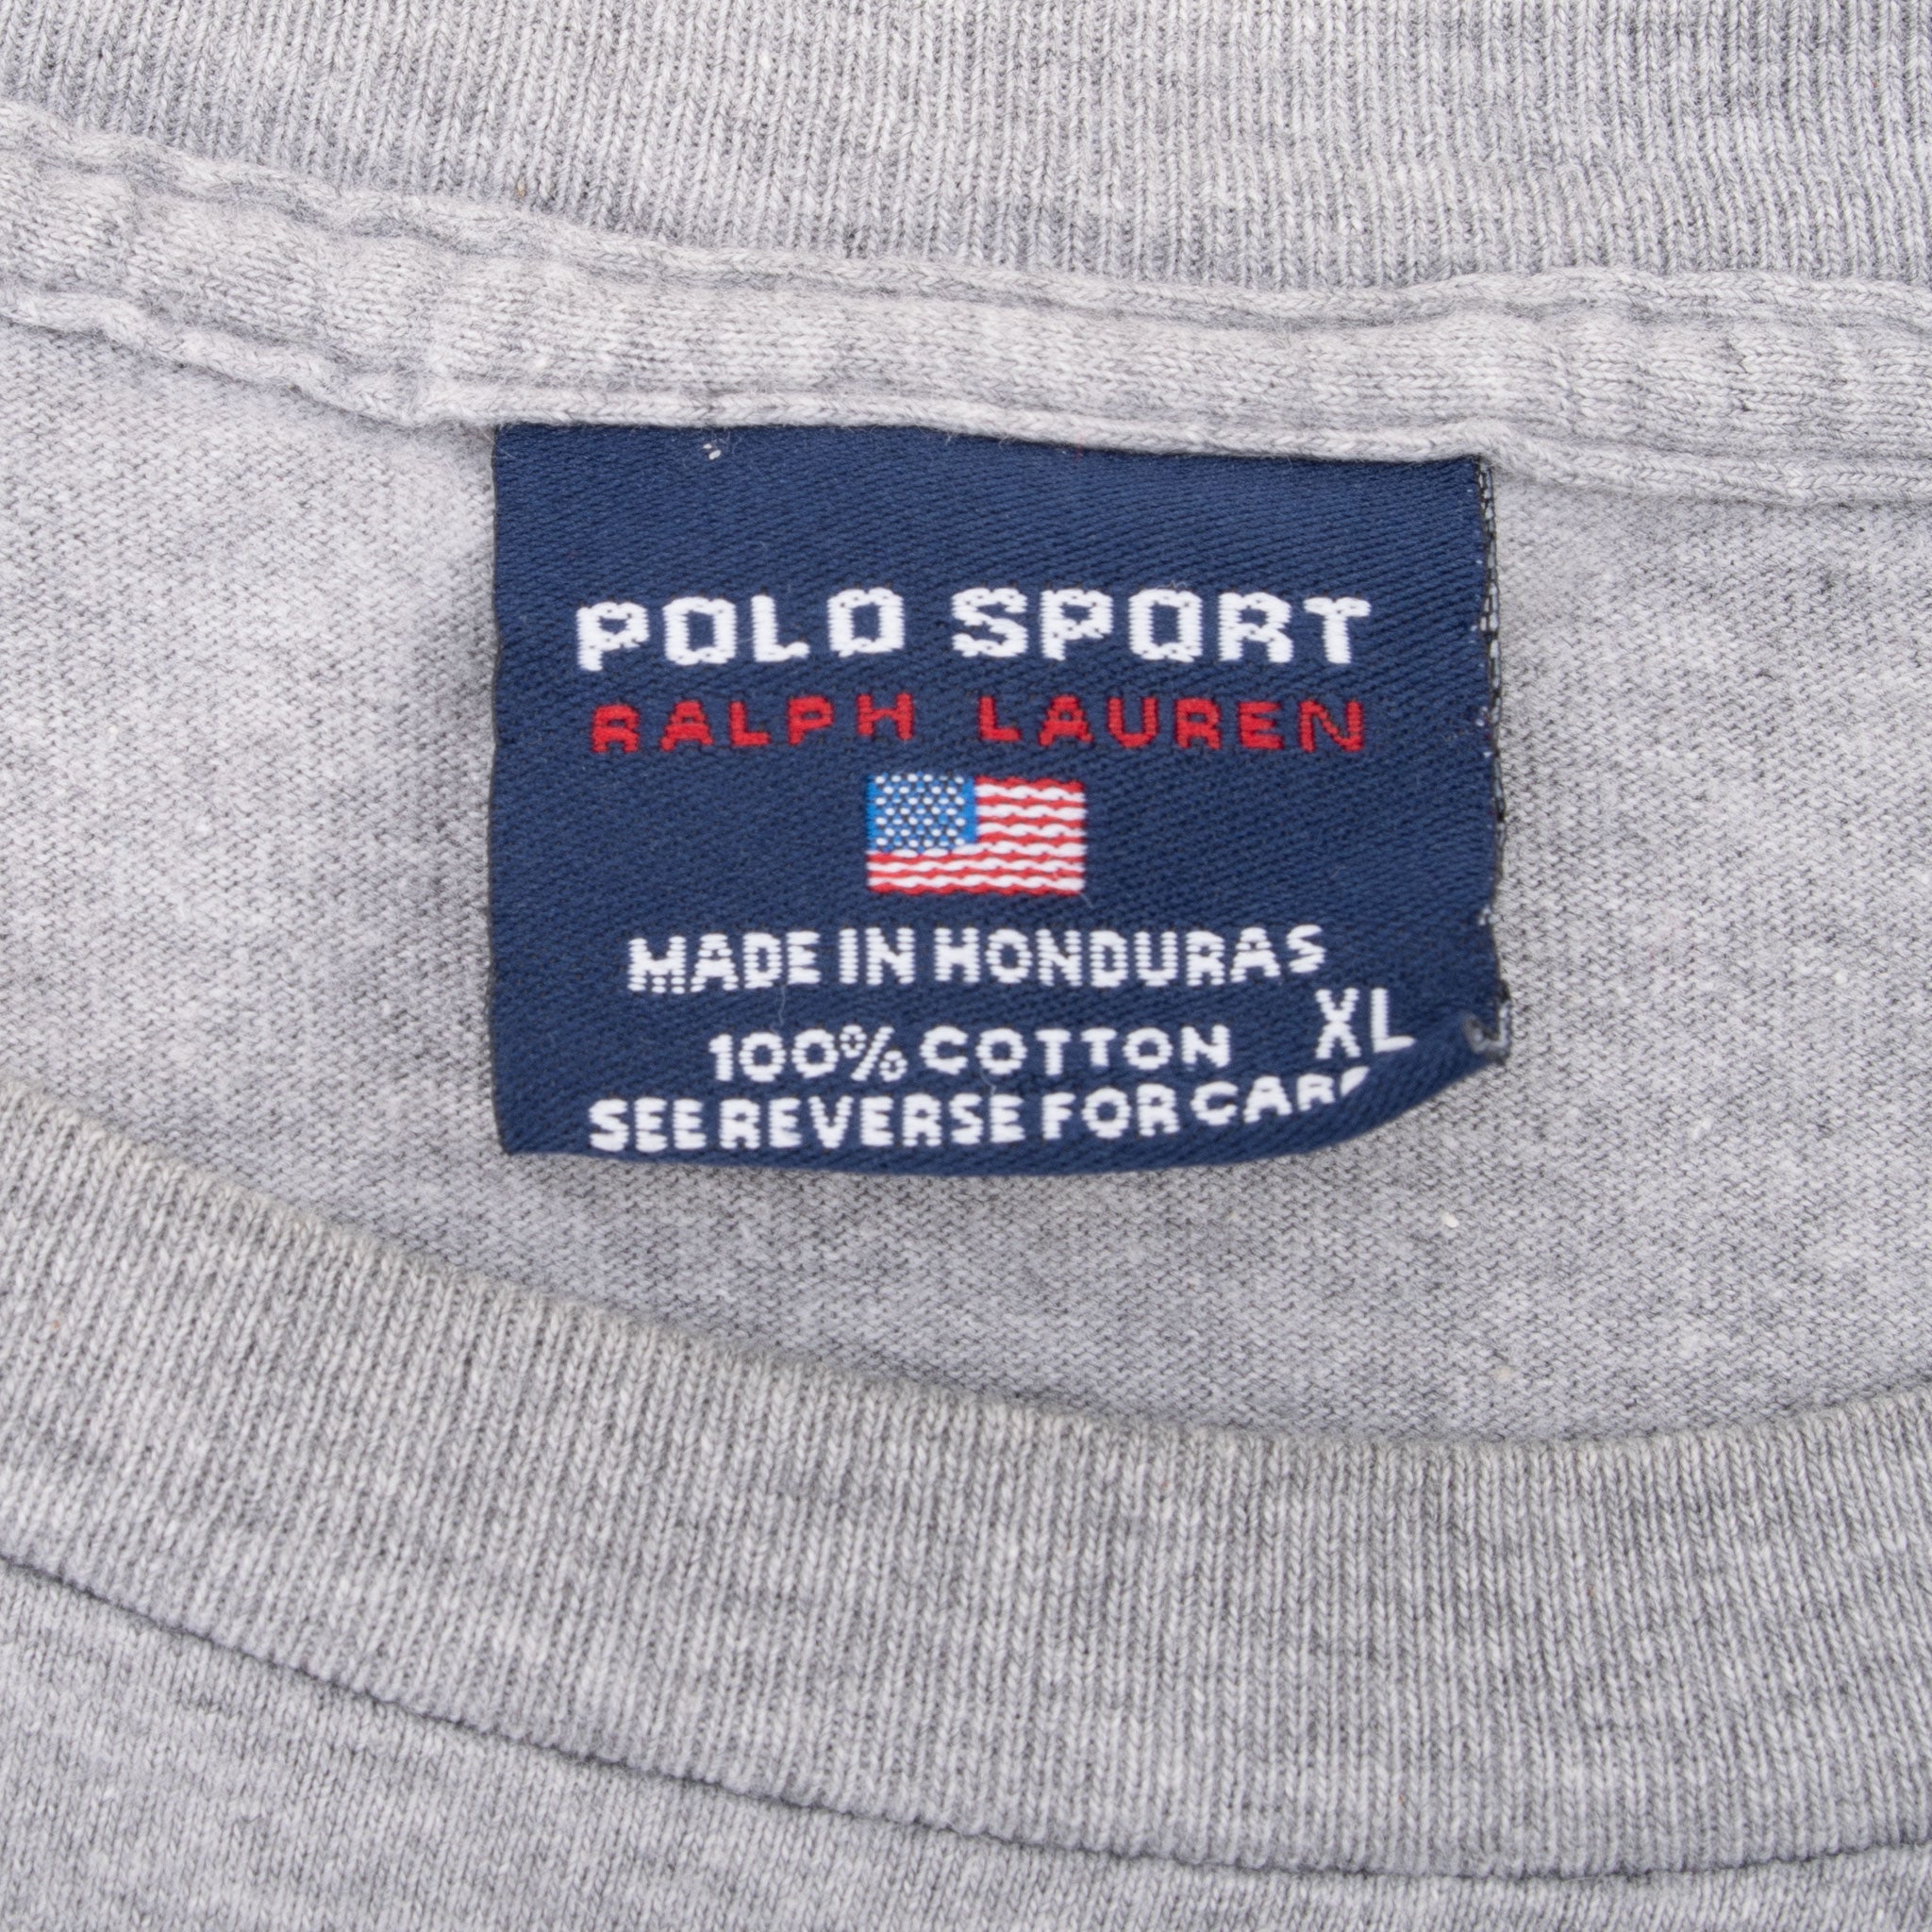 POLO SPORT
RALPH LAUREN
MADE IN HONDURAS
100% COTTON XL
SEE REVERSE FOR CARE